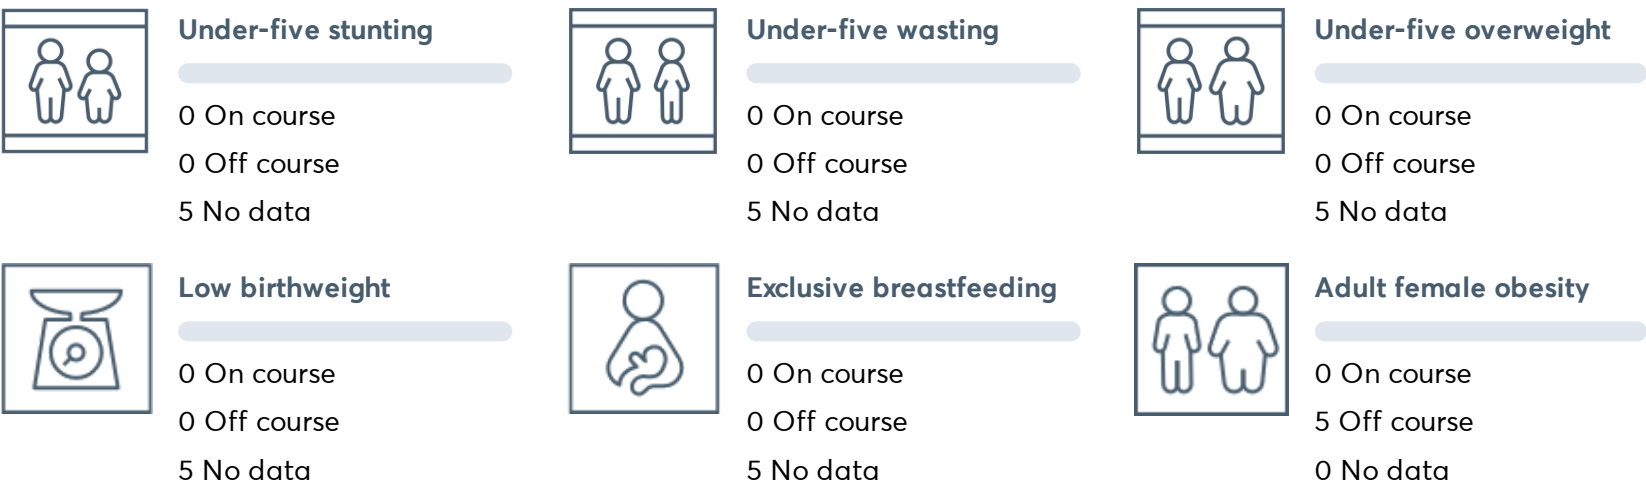 Under-five stunting
0 On course
0 Off course
5 No data
Under-five wasting
0 On course
0 Off course
5 No data
Under-five overweight
0 On course
0 Off course
5 No data
Low birthweight
0 On course
0 Off course
5 No data
Exclusive breastfeeding
0 On course
0 Off course
5 No data
Adult female obesity
0 On course
5 Off course
0 No data